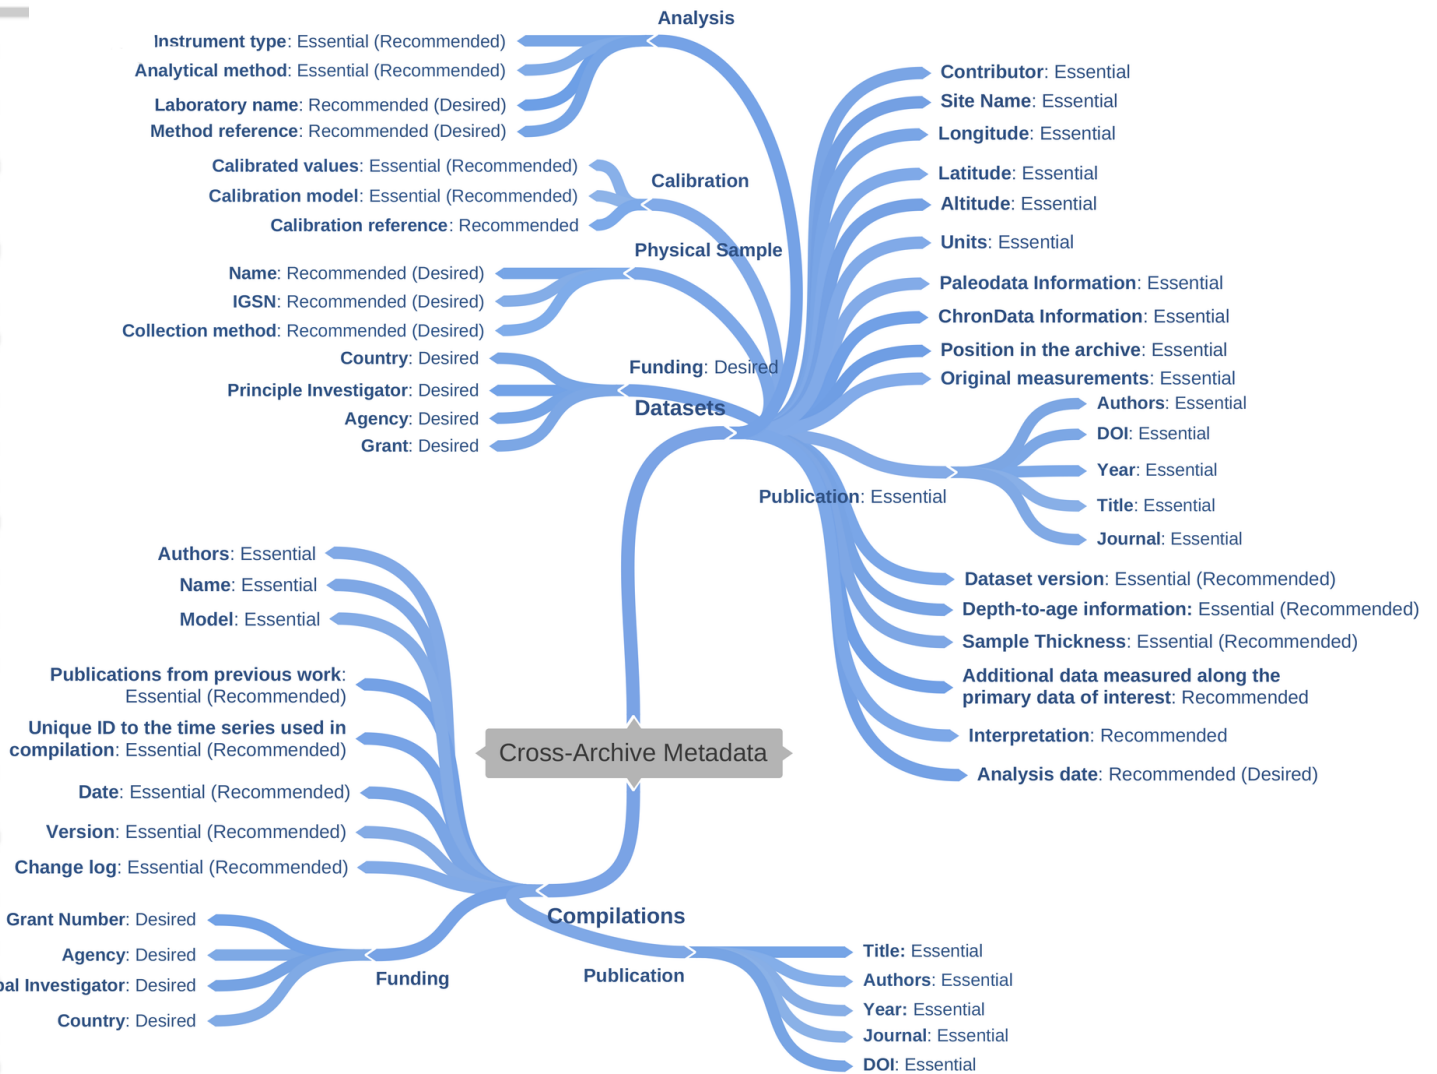 Analysis
Instrument type: Essential (Recommended)
Analytical method: Essential (Recommended)
Laboratory name: Recommended (Desired)
Method reference: Recommended (Desired)
Calibration
Calibrated values: Essential (Recommended)
Calibration model: Essential (Recommended)
Calibration reference: Recommended
Physical Sample
Name: Recommended (Desired)
IGSN: Recommended (Desired)
Collection method: Recommended (Desired)
Funding: Desired
Country: Desired
Principle Investigator: Desired
Agency: Desired
Grant: Desired
Datasets
Contributor: Essential
Site Name: Essential
Longitude: Essential
Latitude: Essential
Altitude: Essential
Units: Essential
Paleodata Information: Essential
ChronData Information: Essential
Position in the archive: Essential
Original measurements: Essential
Publication: Essential
Authors: Essential
DOI: Essential
Year: Essential
Title: Essential
Journal: Essential
Dataset version: Essential (Recommended)
Depth-to-age information: Essential (Recommended)
Sample Thickness: Essential (Recommended)
Additional data measured along the
primary data of interest: Recommended
Interpretation: Recommended
Analysis date: Recommended (Desired)
Cross-Archive Metadata
Authors: Essential
Name: Essential
Model: Essential
Publications from previous work:
Essential (Recommended)
Unique ID to the time series used in
compilation: Essential (Recommended)
Date: Essential (Recommended)
Version: Essential (Recommended)
Change log: Essential (Recommended)
Compilations
Funding
Grant Number: Desired
Agency: Desired
Investigator: Desired
Country: Desired
Publication
Title: Essential
Authors: Essential
Year: Essential
Journal: Essential
DOI: Essential